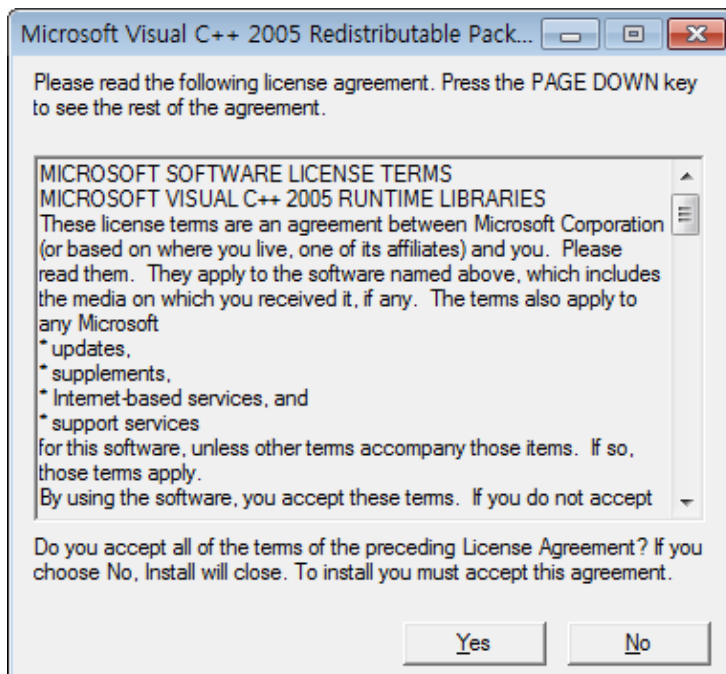 Microsoft Visual C++ 2005 Redistributable Pack...
Please read the following license agreement. Press the PAGE DOWN key
to see the rest of the agreement.
MICROSOFT SOFTWARE LICENSE TERMS
MICROSOFT VISUAL C++ 2005 RUNTIME LIBRARIES
These license terms are an agreement between Microsoft Corporation
(or based on where you live, one of its affiliates) and you.  Please
read them.  They apply to the software named above, which includes
the media on which you received it, if any.  The terms also apply to
any Microsoft
* updates,
* supplements,
* Internet-based services, and
* support services
for this software, unless other terms accompany those items.  If so,
those terms apply.
By using the software, you accept these terms.  If you do not accept
Do you accept all of the terms of the preceding License Agreement? If you
choose No, Install will close. To install you must accept this agreement.
Yes
No